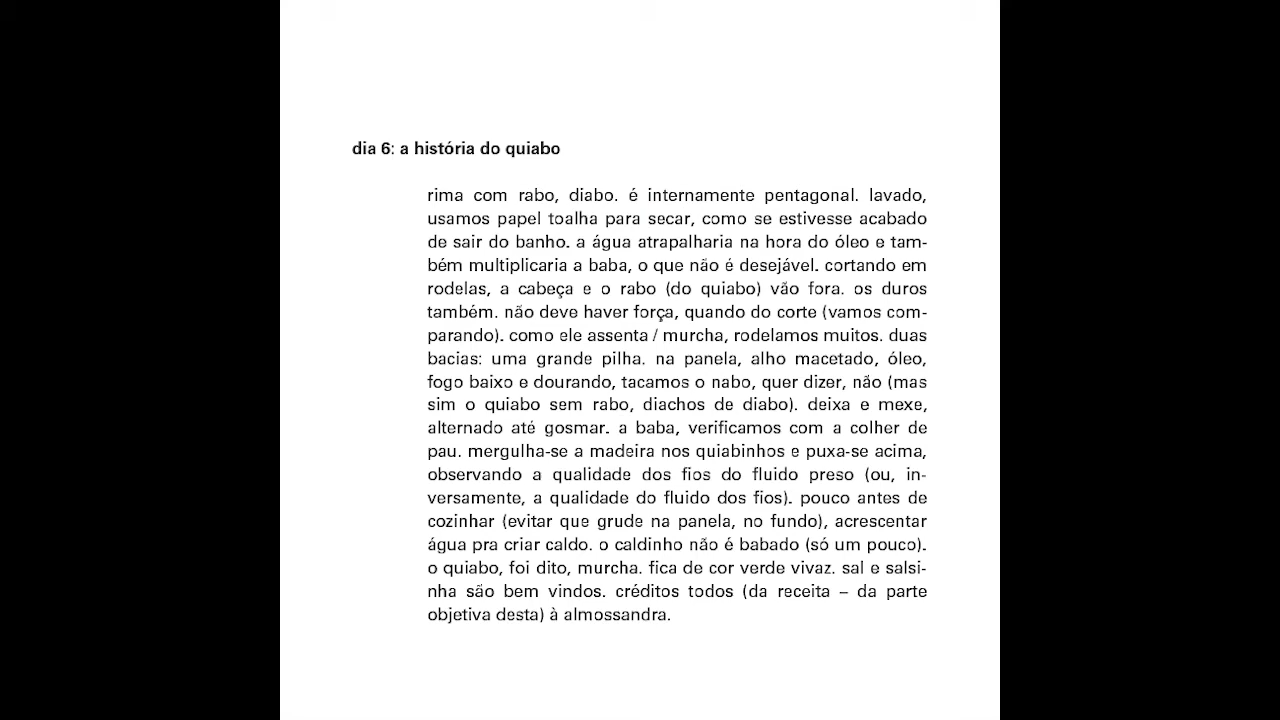 dia 6: a história do quiabo
rima com rabo, diabo. é internamente pentagonal. lavado,
usamos papel toalha para secar, como se estivesse acabado
de sair do banho. a água atrapalharia na hora do óleo e tam-
bém multiplicaria a baba, o que não é desejável. cortando em
rodelas, a cabeça e o rabo (do quiabo) vão fora. os duros
também. não deve haver força, quando do corte (vamos com-
parando). como ele assenta / murcha, rodelamos muitos. duas
bacias: uma grande pilha. na panela, alho macetado, óleo,
fogo baixo e dourando, tacamos o nabo, quer dizer, não (mas
sim o quiabo sem rabo, diachos de diabo). deixa e mexe,
alternado até gosmar. a baba, verificamos com a colher de
pau. mergulha-se a madeira nos quiabinhos e puxa-se acima,
observando a qualidade dos fios do fluido preso (ou, in-
versamente, a qualidade do fluido dos fios). pouco antes de
cozinhar (evitar que grude na panela, no fundo), acrescentar
água pra criar caldo. o caldinho não é babado (só um pouco).
o quiabo, foi dito, murcha. fica de cor verde vivaz. sal e salsi-
nha são bem vindos. créditos todos (da receita – da parte
objetiva desta) à almossandra.